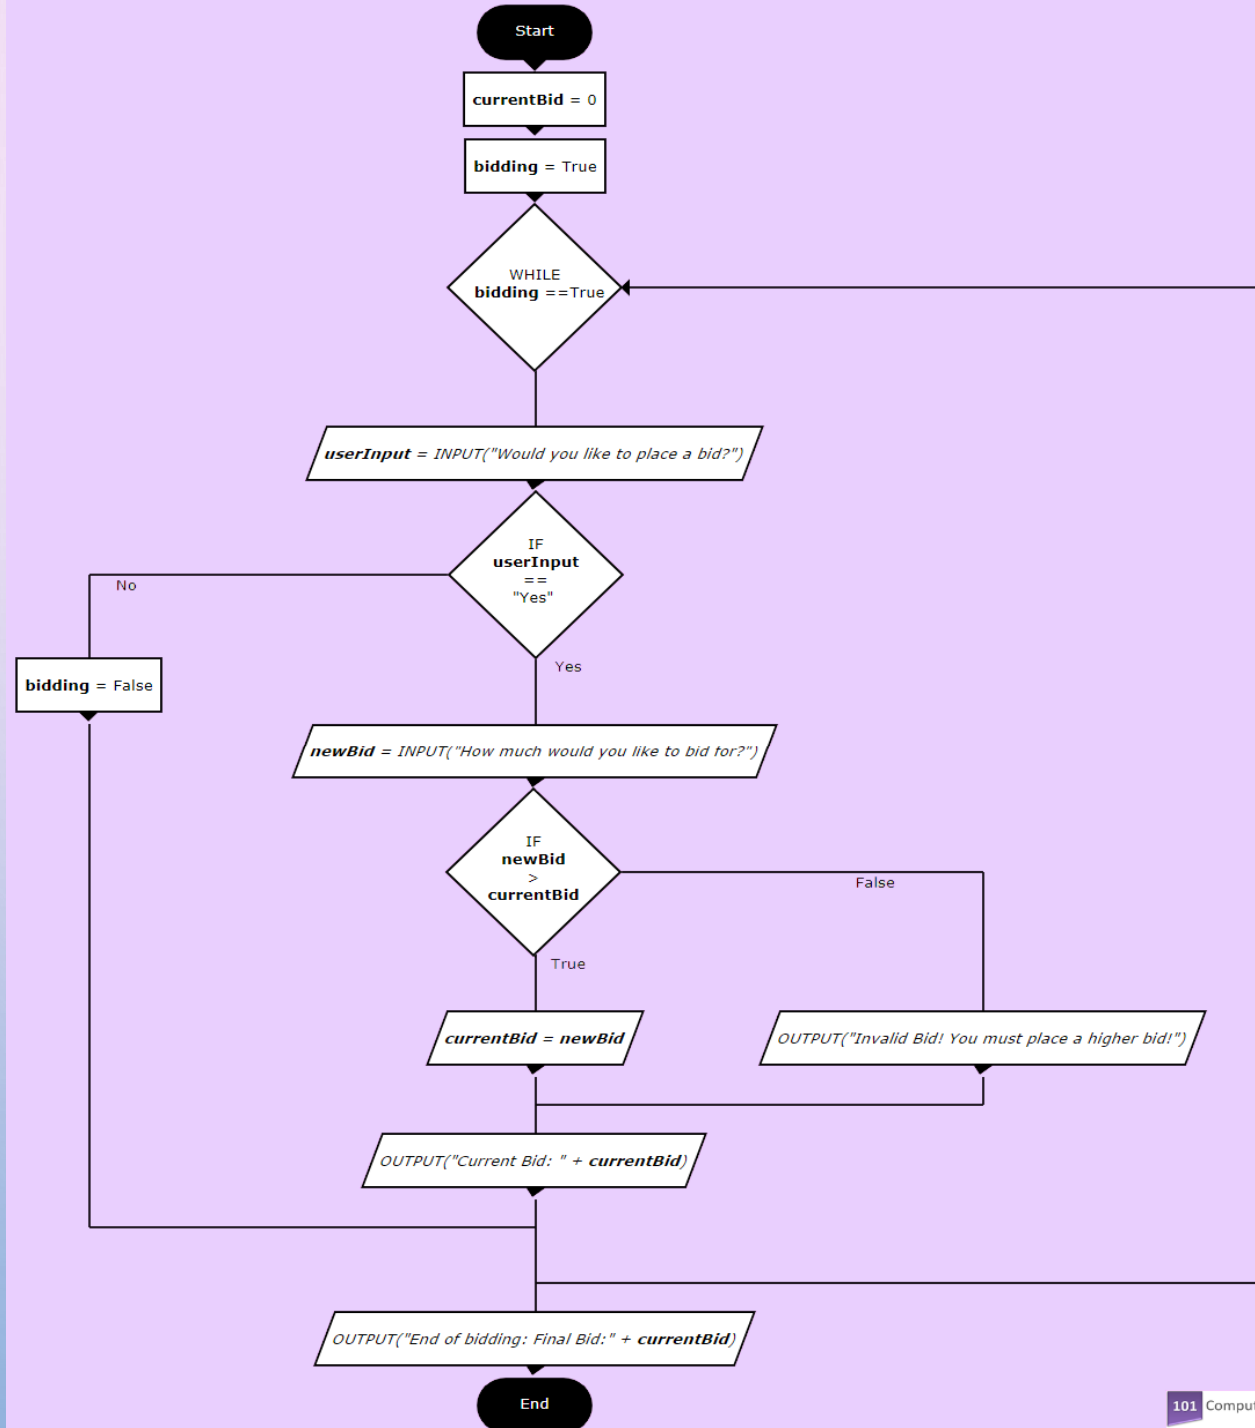 Start
currentBid = 0
bidding = True
WHILE
bidding ==True
userInput = INPUT("Would you like to place a bid?")
IF
userInput
==
"Yes"
No
Yes
bidding = False
newBid = INPUT("How much would you like to bid for?")
IF
newBid
>
currentBid
False
True
currentBid = newBid
OUTPUT("Invalid Bid! You must place a higher bid!")
OUTPUT("Current Bid: " + currentBid)
OUTPUT("End of bidding: Final Bid:" + currentBid)
End
101 Comput